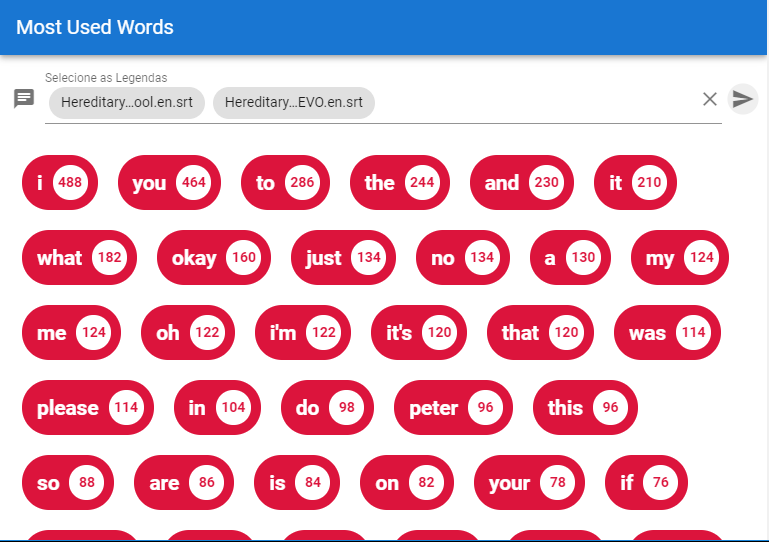 Most Used Words
Selecione as Legendas
Hereditary...ool.en.srt Hereditary...EVO.en.srt
i 488 you 464 to 286 the 244 and 230 it 210
what 182 okay 160 just 134 no 134 a 130 my 124
me 124 oh 122 i'm 122 it's 120 that 120 was 114
please 114 in 104 do 98 peter 96 this 96
so 88 are 86 is 84 on 82 your 78 if 76